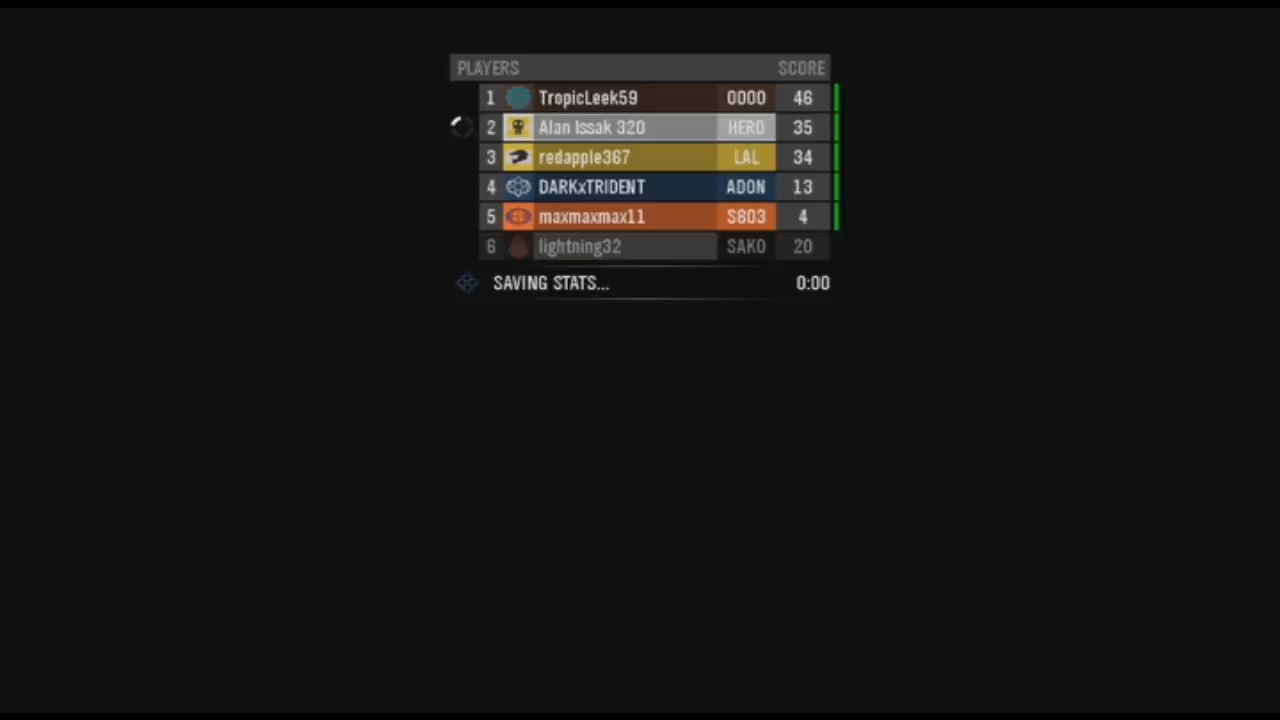 PLAYERS SCORE
1 TropicLeek59 0000 46
2 Alan Issak 320 HERO 35
3 redapple367 LAL 34
4 DARKxTRIDENT ADON 13
5 maxmaxmax11 S803 4
6 lightning32 SAKO 20
SAVING STATS... 0:00